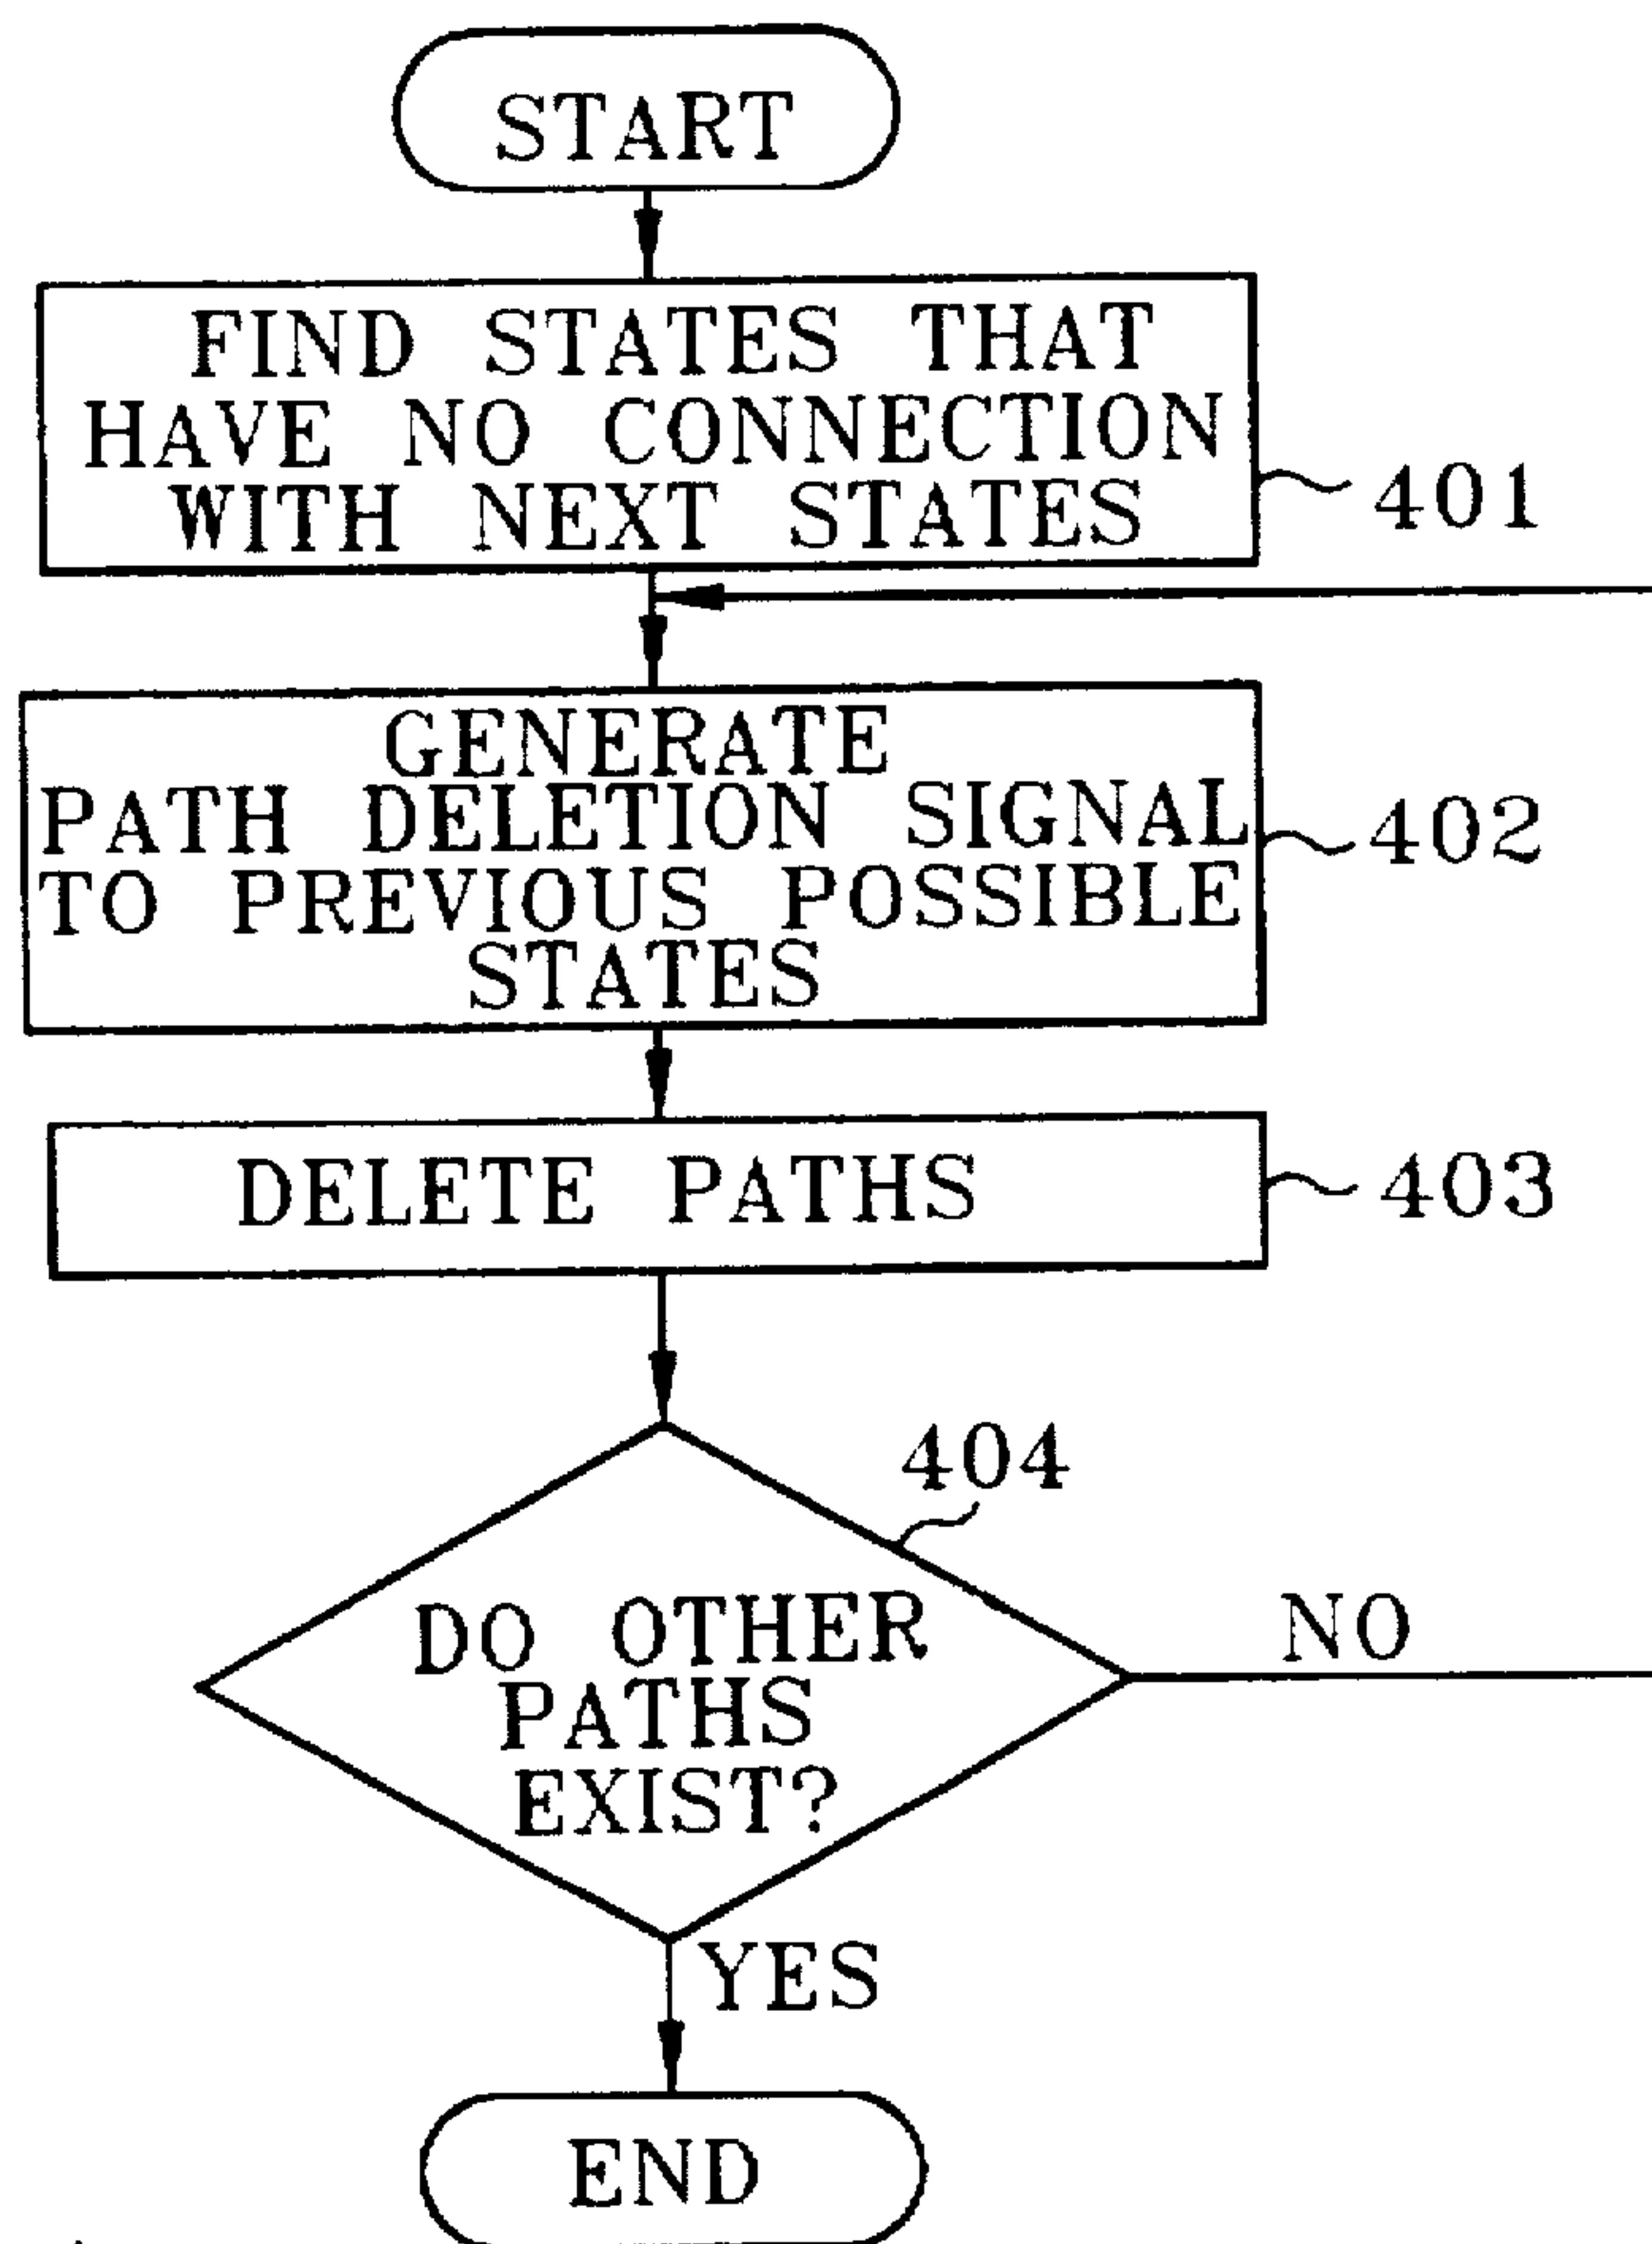 START
FIND STATES THAT
HAVE NO CONNECTION
WITH NEXT STATES
401
GENERATE
PATH DELETION SIGNAL
TO PREVIOUS POSSIBLE
STATES
402
DELETE PATHS
403
404
DO OTHER
PATHS
EXIST?
NO
YES
END